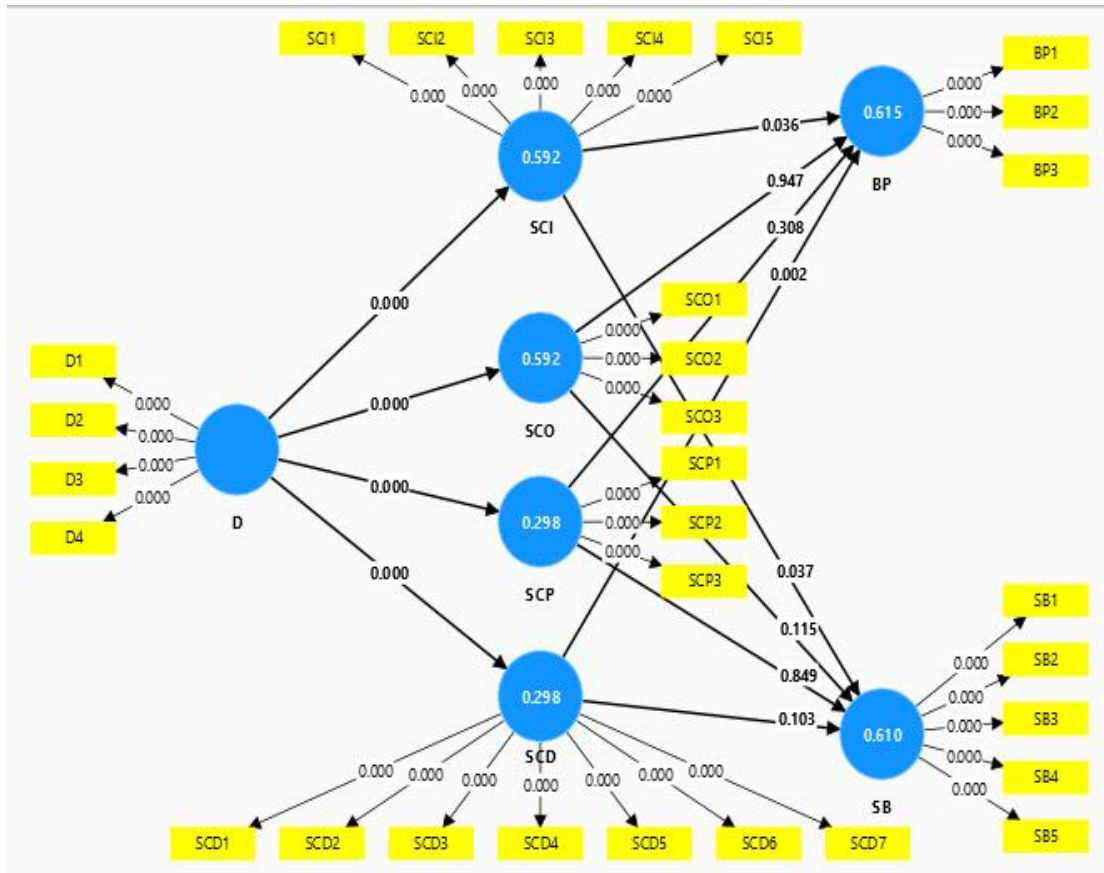 SCI1 SCI2 SCI3 SCI4 SCI5
0.000 0.000 0.000 0.000 0.000
0.592
SCI
BP1
BP2
BP3
0.000
0.000
0.000
0.615
BP
0.036
0.947
0.308
0.002
0.000
0.000
0.000
0.000
D1
D2
D3
D4
0.000
0.000
0.000
0.000
D
0.592
SCO
SCO1
SCO2
SCO3
0.000
0.000
0.000
0.298
SCP
SCP1
SCP2
SCP3
0.000
0.000
0.000
0.037
0.115
0.849
0.103
0.298
SCD
0.000 0.000 0.000 0.000 0.000 0.000 0.000
SCD1 SCD2 SCD3 SCD4 SCD5 SCD6 SCD7
0.610
SB
0.000
0.000
0.000
0.000
0.000
SB1
SB2
SB3
SB4
SB5